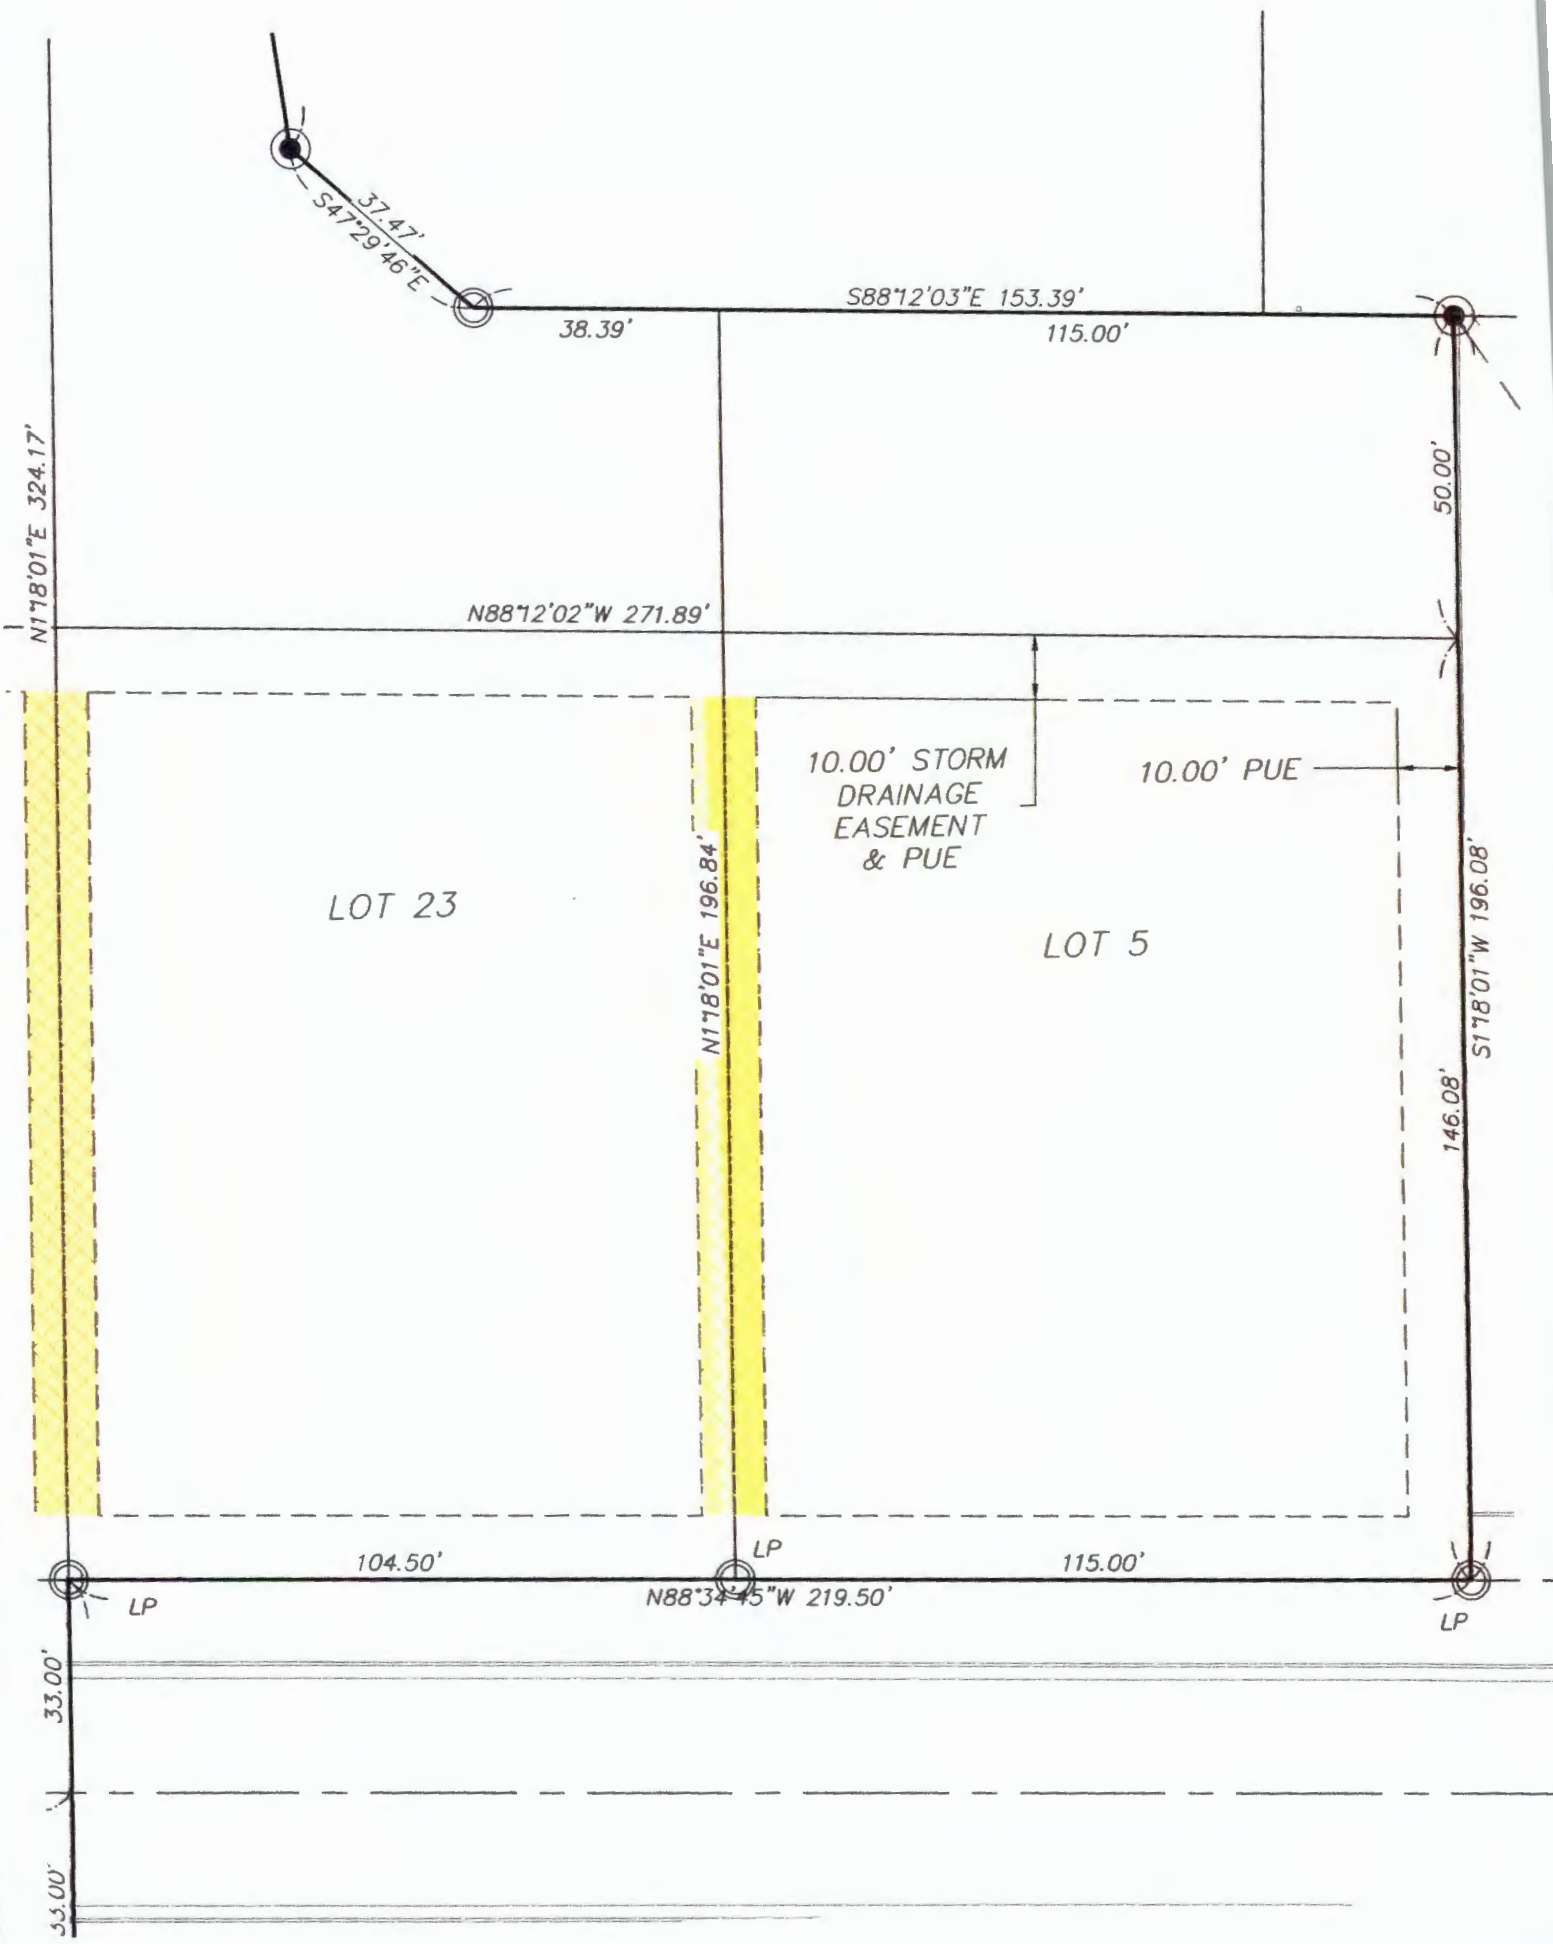 37.47'
S47°29'46"E
S88°12'03"E 153.39'
38.39'
115.00'
N1°18'01"E 324.17'
50.00'
N88°12'02"W 271.89'
10.00' STORM
DRAINAGE
EASEMENT
& PUE
10.00' PUE
N1°18'01"E 196.84'
S1°18'01"W 196.08'
LOT 23
LOT 5
146.08'
104.50'
LP
115.00'
N88°34'45"W 219.50'
LP
LP
33.00'
33.00'